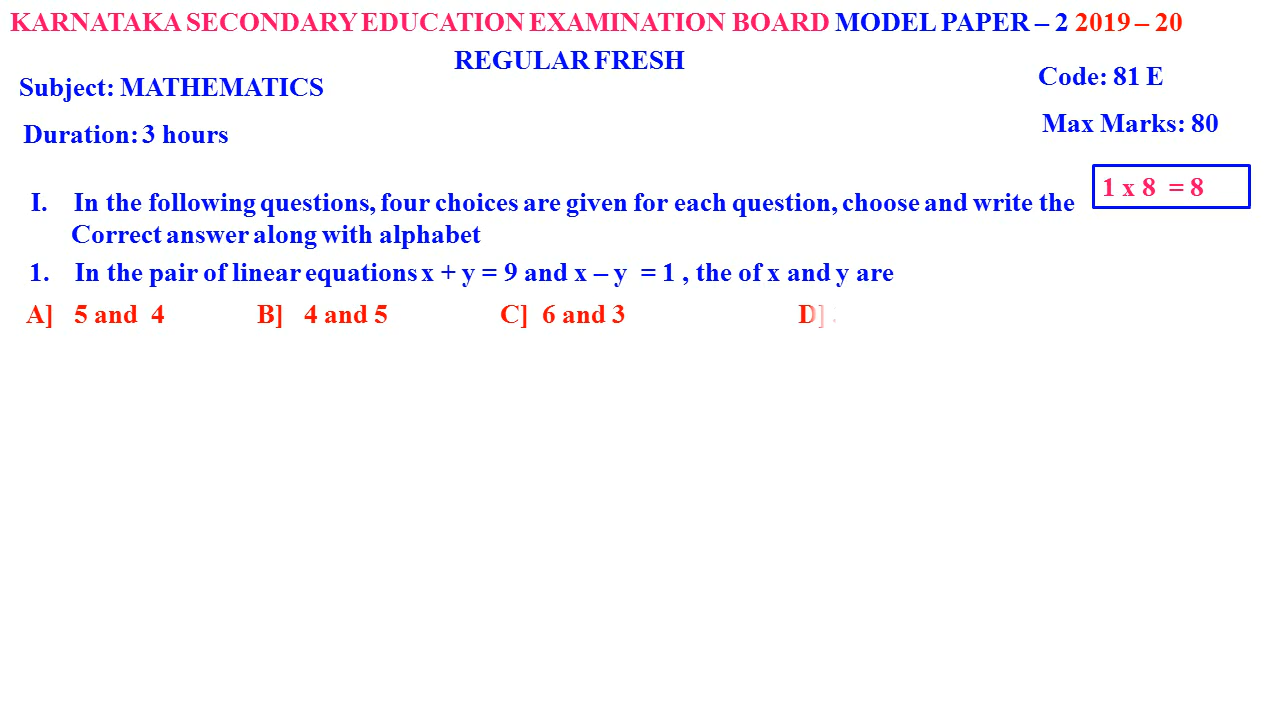 KARNATAKA SECONDARY EDUCATION EXAMINATION BOARD MODEL PAPER – 2 2019 – 20
REGULAR FRESH
Subject: MATHEMATICS
Code: 81 E
Duration: 3 hours
Max Marks: 80
1 x 8 = 8
I. In the following questions, four choices are given for each question, choose and write the
Correct answer along with alphabet
1. In the pair of linear equations x + y = 9 and x – y = 1 , the of x and y are
A] 5 and 4 B] 4 and 5 C] 6 and 3 D]